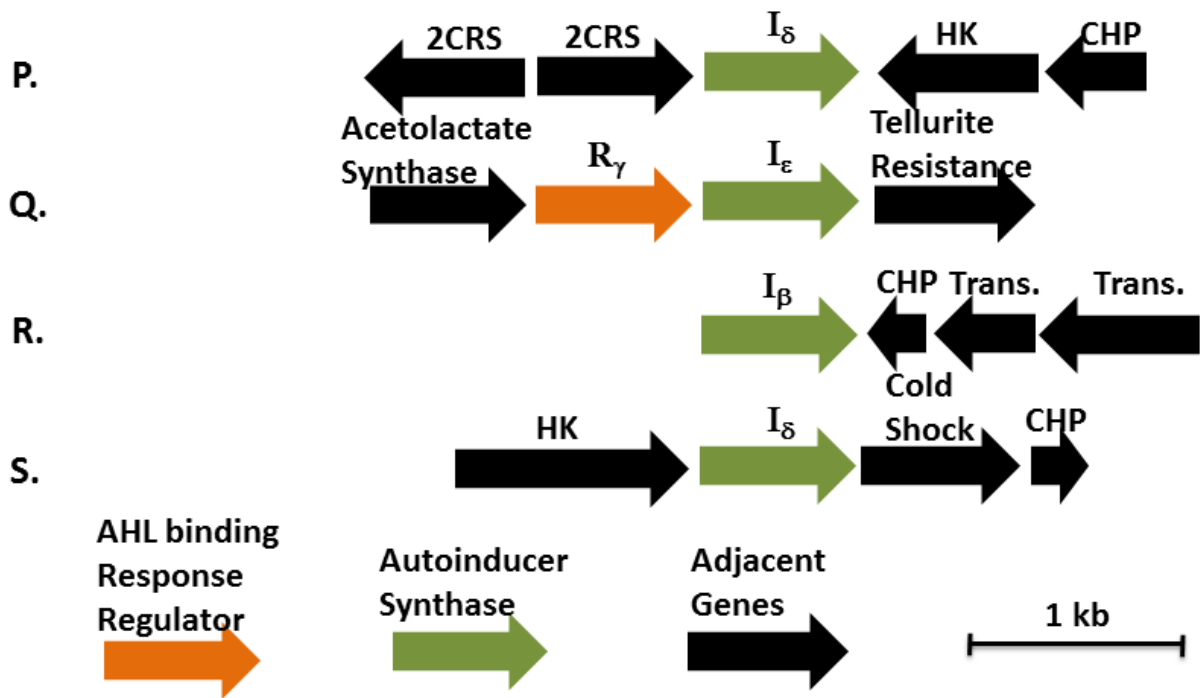 P.
2CRS 2CRS Iδ HK CHP
Q.
Acetolactate
Synthase
Rγ Iε
Tellurite
Resistance
R.
Iβ CHP Trans. Trans.
S.
HK Iδ
Cold
Shock
CHP
AHL binding
Response
Regulator
Autoinducer
Synthase
Adjacent
Genes
1 kb